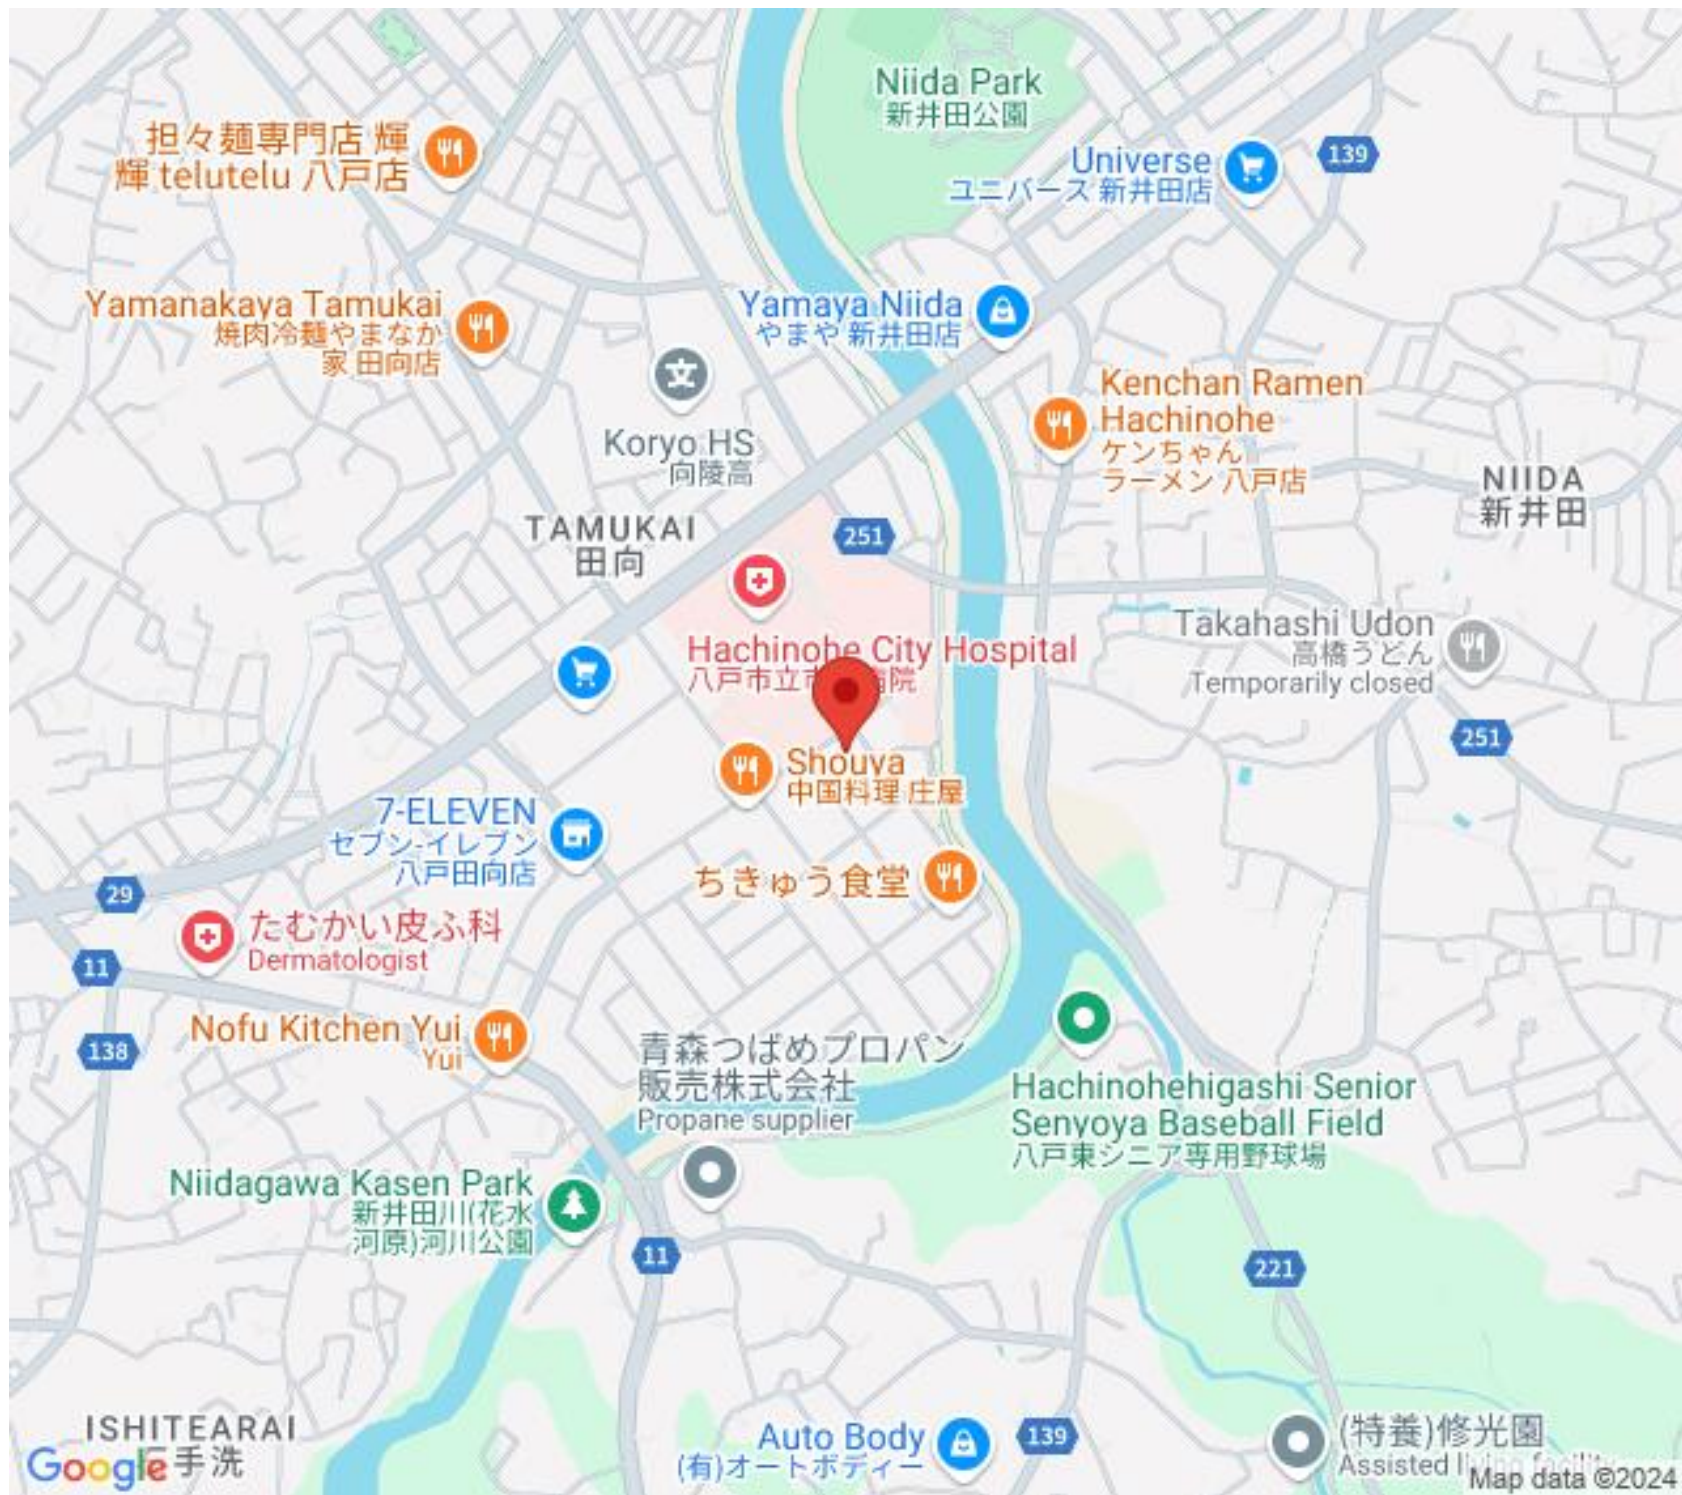 Niida Park
新井田公園
担々麺専門店 輝
輝 telutelu 八戸店
Universe
ユニバース 新井田店
139
Yamanakaya Tamukai
焼肉冷麺やまなか
家 田向店
Yamaya Niida
やまや 新井田店
文
Koryo HS
向陵高
Kenchan Ramen
Hachinohe
ケンちゃん
ラーメン 八戸店
NIIDA
新井田
TAMUKAI
田向
251
Hachinohe City Hospital
八戸市立市 病院
Takahashi Udon
高橋うどん
Temporarily closed
251
Shouya
中国料理 庄屋
7-ELEVEN
セブン-イレブン
八戸田向店
ちきゅう食堂
29
たむかい皮ふ科
Dermatologist
11
138
Nofu Kitchen Yui
Yui
青森つばめプロパン
販売株式会社
Propane supplier
Hachinohehigashi Senior
Senyoya Baseball Field
八戸東シニア専用野球場
Niidagawa Kasen Park
新井田川(花水
河原)河川公園
11
221
ISHITEARAI
手洗
Google
Auto Body
(有)オートボディー
139
(特養)修光園
Assisted living facility
Map data ©2024